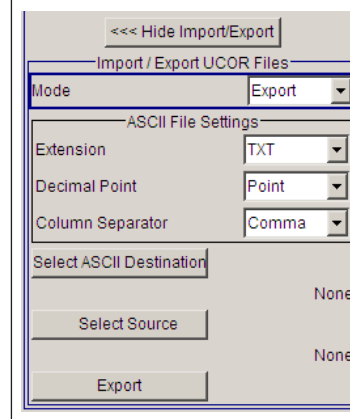 <<< Hide Import/Export
Import / Export UCOR Files
Mode Export
ASCII File Settings
Extension TXT
Decimal Point Point
Column Separator Comma
Select ASCII Destination
None
Select Source
None
Export